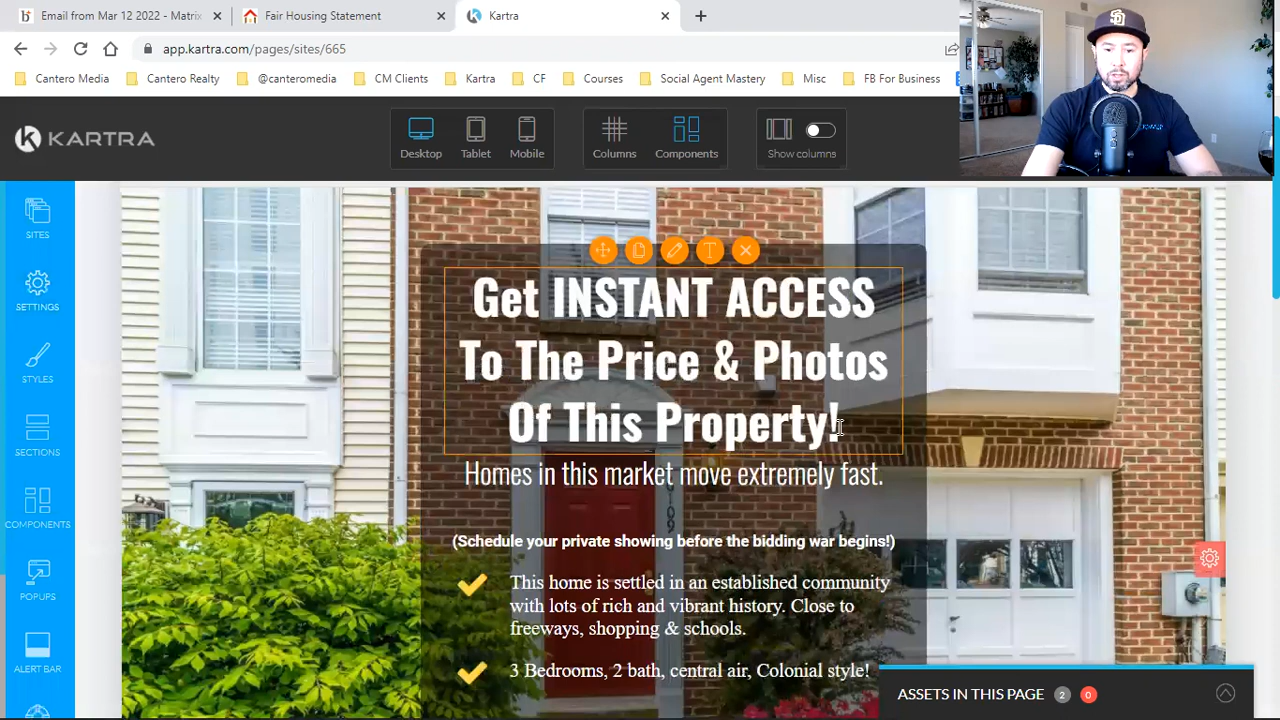 Email from Mar 12 2022 - Matrix
Fair Housing Statement
Kartra
app.kartra.com/pages/sites/665
Cantero Media
Cantero Realty
@canteromedia
Kartra
CF
Courses
Social Agent Mastery
Misc
FB For Business
KARTRA
Desktop
Tablet
Mobile
Columns
Components
Show columns
SITES
SETTINGS
STYLES
SECTIONS
COMPONENTS
POPUPS
ALERT BAR
Get INSTANT ACCESS
To The Price & Photos
Of This Property!
Homes in this market move extremely fast.
(Schedule your private showing before the bidding war begins!)
This home is settled in an established community
with lots of rich and vibrant history. Close to
freeways, shopping & schools.
3 Bedrooms, 2 bath, central air, Colonial style!
ASSETS IN THIS PAGE 2 0